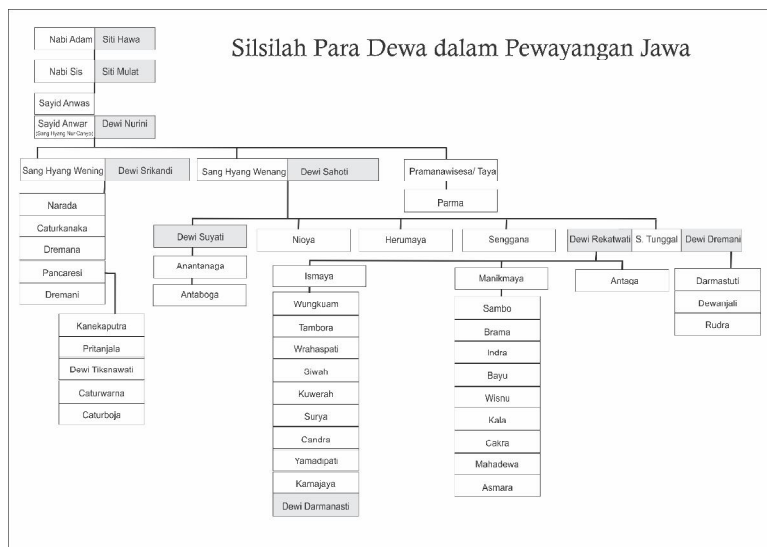 Silsilah Para Dewa dalam Pewayangan Jawa
Nabi Adam Siti Hawa
Nabi Sis Siti Mulat
Sayid Anwas
Sayid Anwar Dewi Nurini
Sang Hyang Wening Dewi Srikandi
Sang Hyang Wenang Dewi Sahoti
Pramanawisesa/ Taya
Parma
Narada
Caturkanaka
Dremana
Pancaresi
Dremani
Kanekaputra
Pritanjala
Dewi Tiksnawati
Caturwarna
Caturboja
Dewi Suyati
Anantanaga
Antaboga
Nioya
Herumaya
Senggana
Dewi Rekatwati S. Tunggal Dewi Dremani
Ismaya
Wungkuam
Tambora
Wrahaspati
Siwah
Kuwerah
Surya
Candra
Yamadipati
Kamajaya
Dewi Darmanasti
Manikmaya
Sambo
Brama
Indra
Bayu
Wisnu
Kala
Cakra
Mahadewa
Asmara
Antaga
Darmastuti
Dewanjali
Rudra